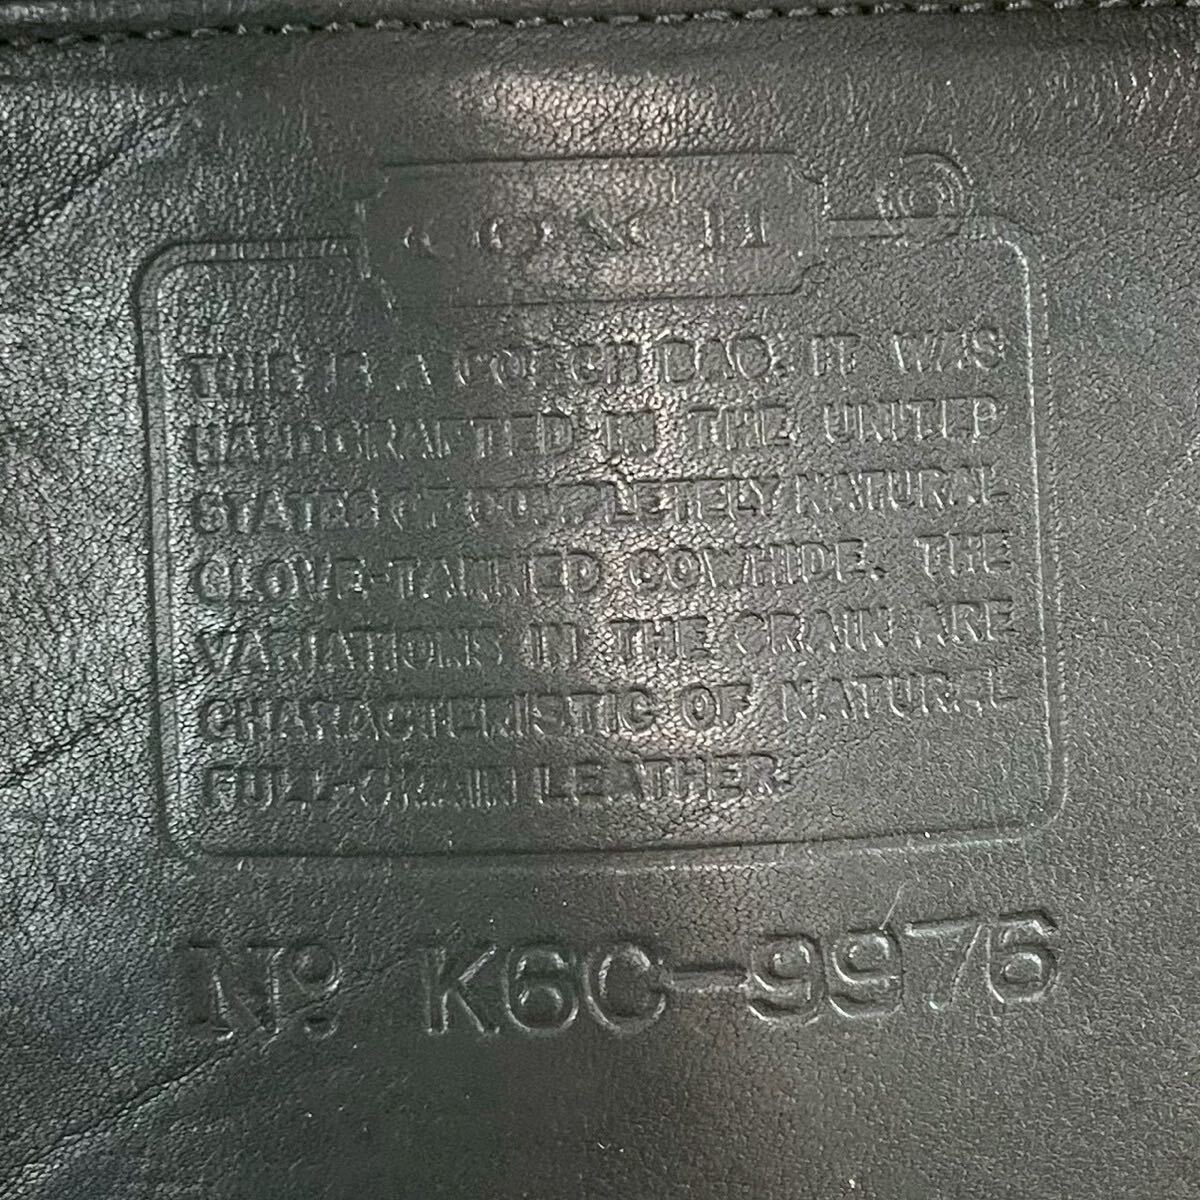 COACH
THIS IS A COACH BAG. IT WAS
HANDCRAFTED IN THE UNITED
STATES OF COMPLETELY NATURAL
GLOVE-TANNED COWHIDE. THE
VARIATIONS IN THE GRAIN ARE
CHARACTERISTIC OF NATURAL
FULL-GRAIN LEATHER.
No K6C-9976